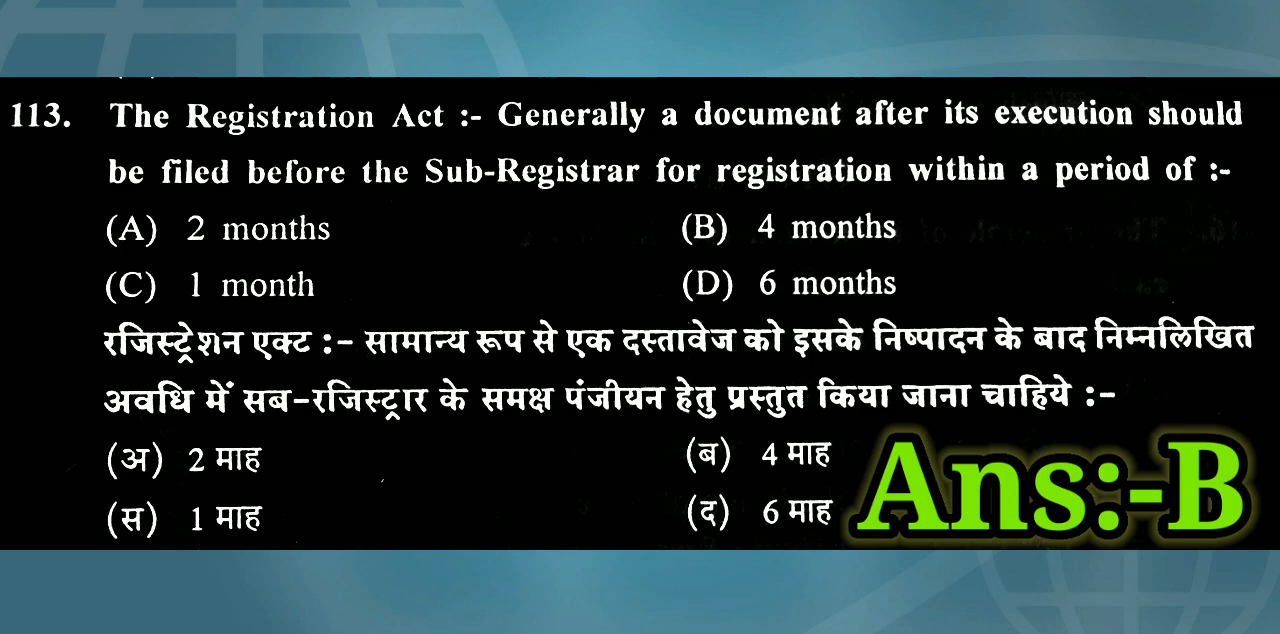 113. The Registration Act :- Generally a document after its execution should
be filed before the Sub-Registrar for registration within a period of :-
(A) 2 months (B) 4 months
(C) 1 month (D) 6 months
रजिस्ट्रेशन एक्ट :- सामान्य रूप से एक दस्तावेज को इसके निष्पादन के बाद निम्नलिखित
अवधि में सब-रजिस्ट्रार के समक्ष पंजीयन हेतु प्रस्तुत किया जाना चाहिये :-
(अ) 2 माह (ब) 4 माह
(स) 1 माह (द) 6 माह
Ans:-B